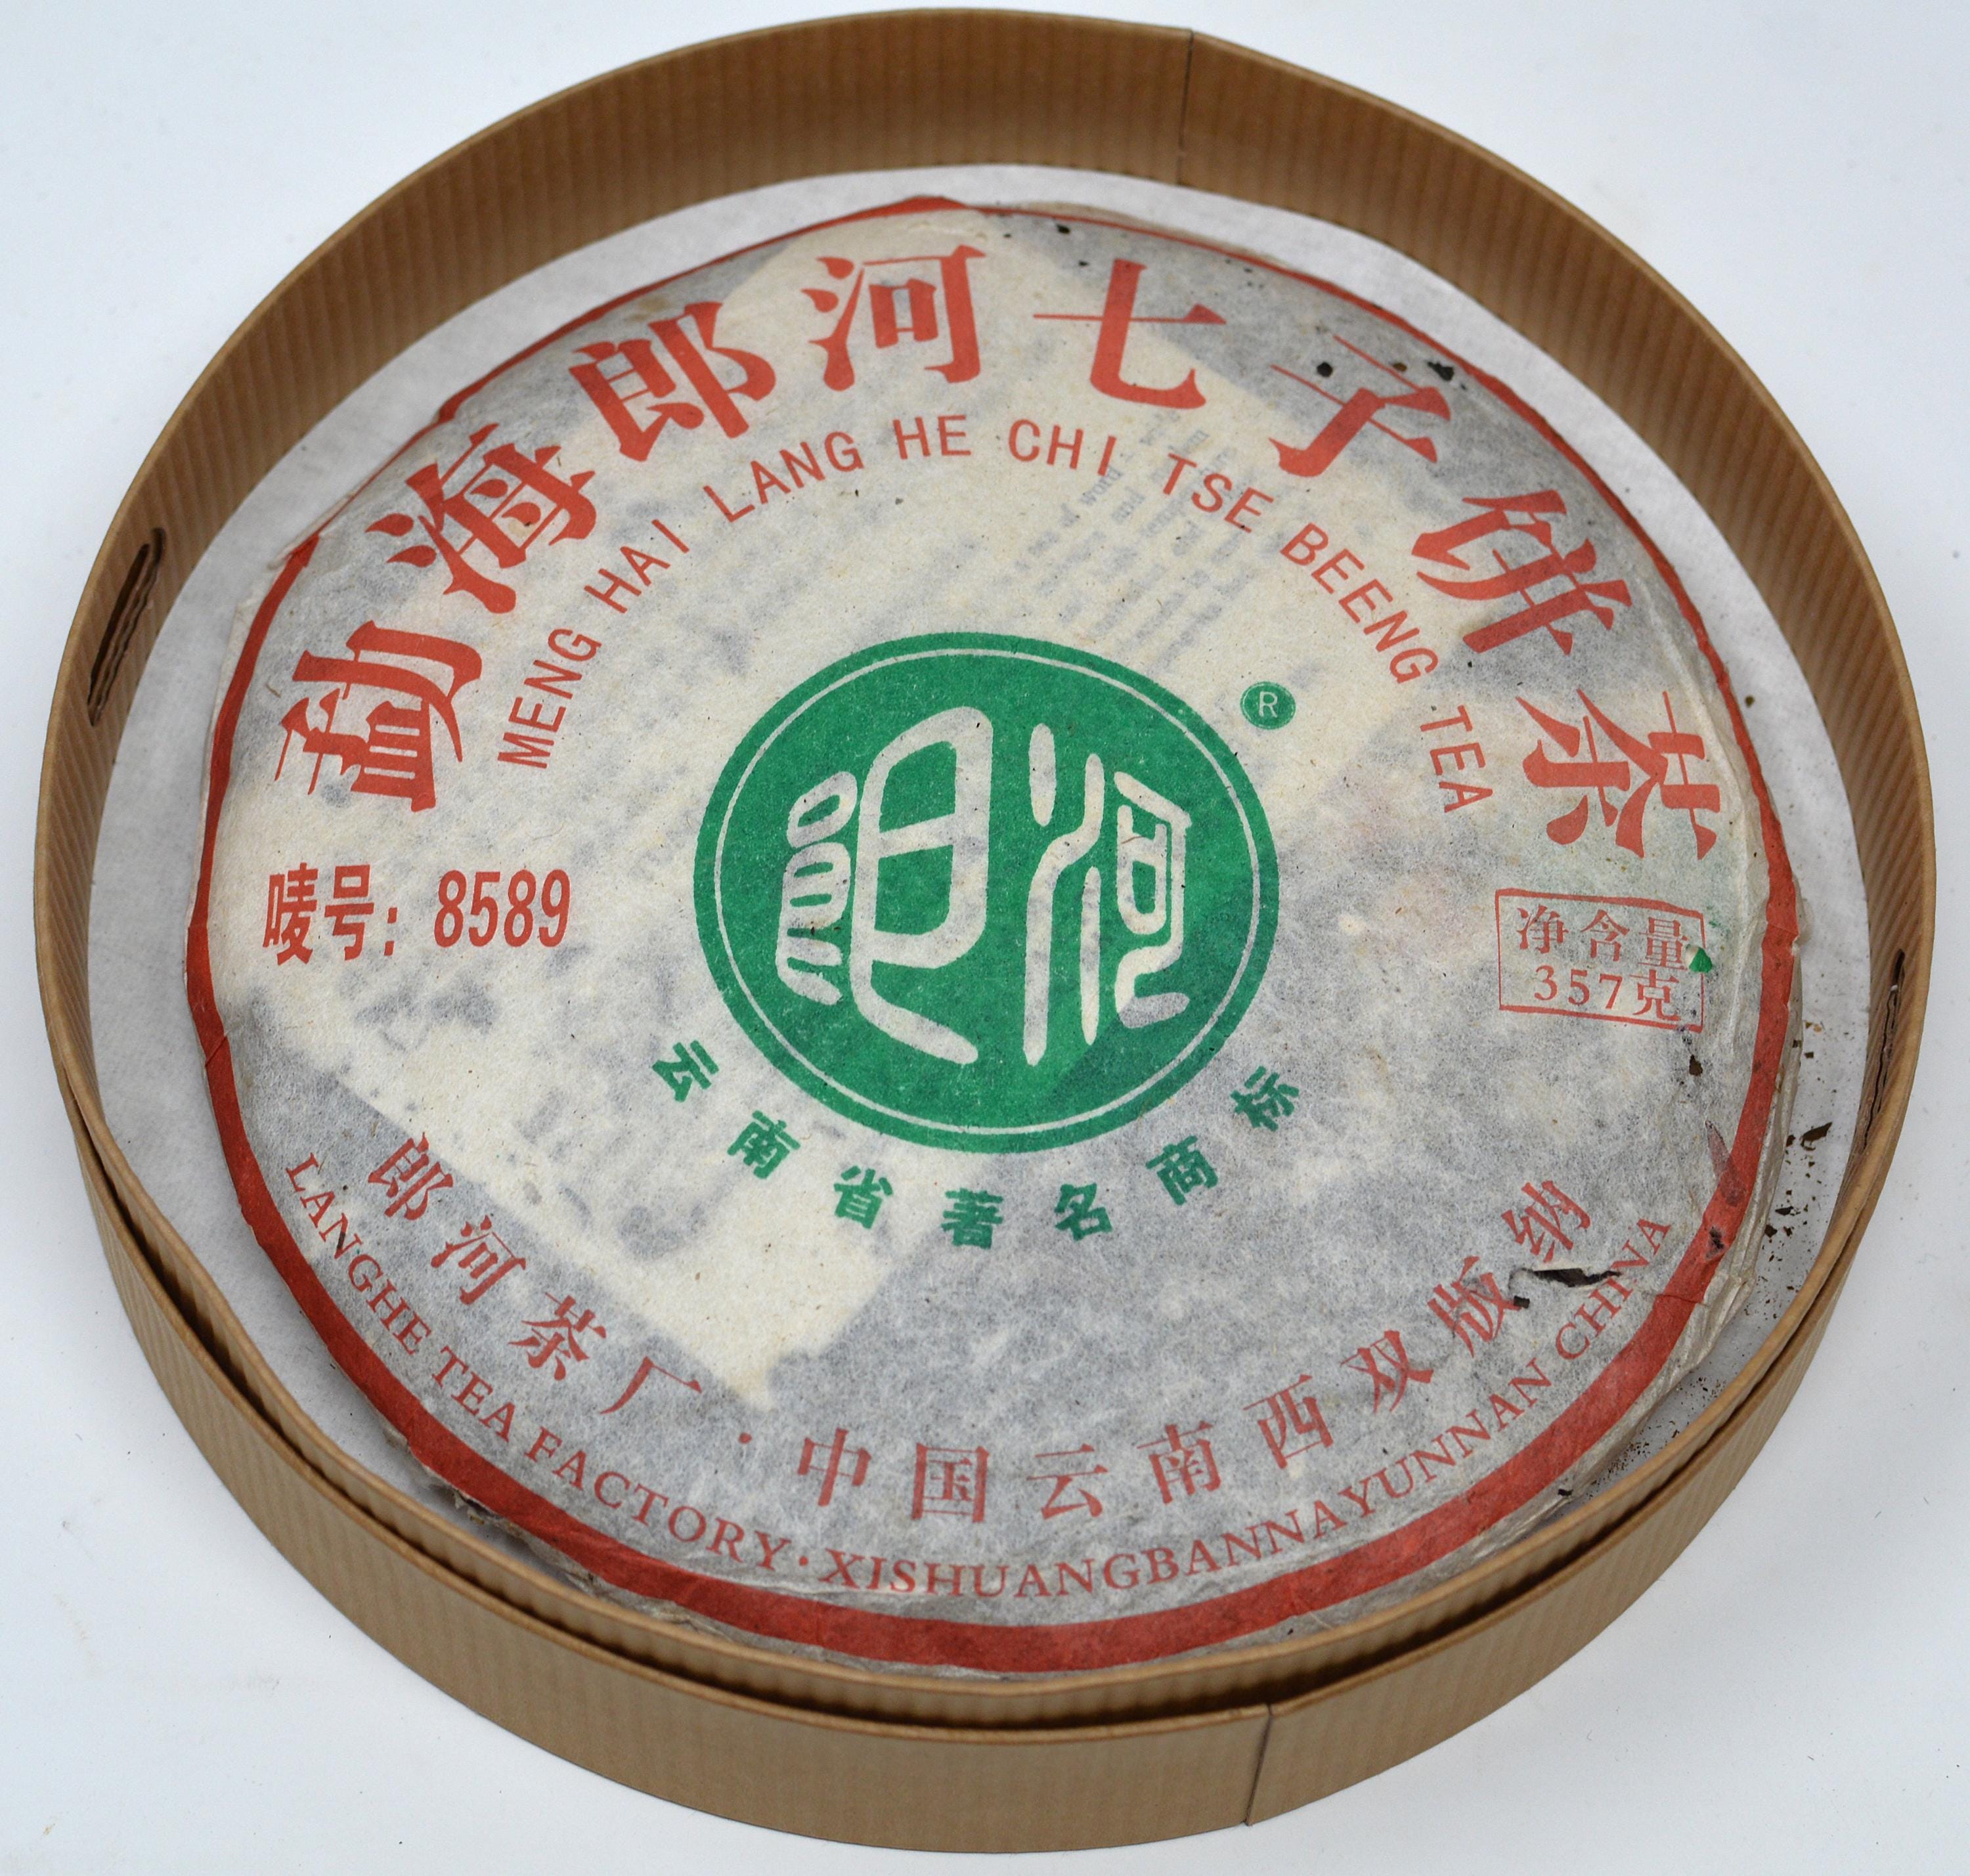 勐海郎河七子饼茶
MENG HAI LANG HE CHI TSE BEENG TEA
®
郎河
唛号: 8589
净含量
357克
云南省著名商标
郎河茶厂·中国云南西双版纳
LANGHE TEA FACTORY·XISHUANGBANNAYUNNAN CHINA